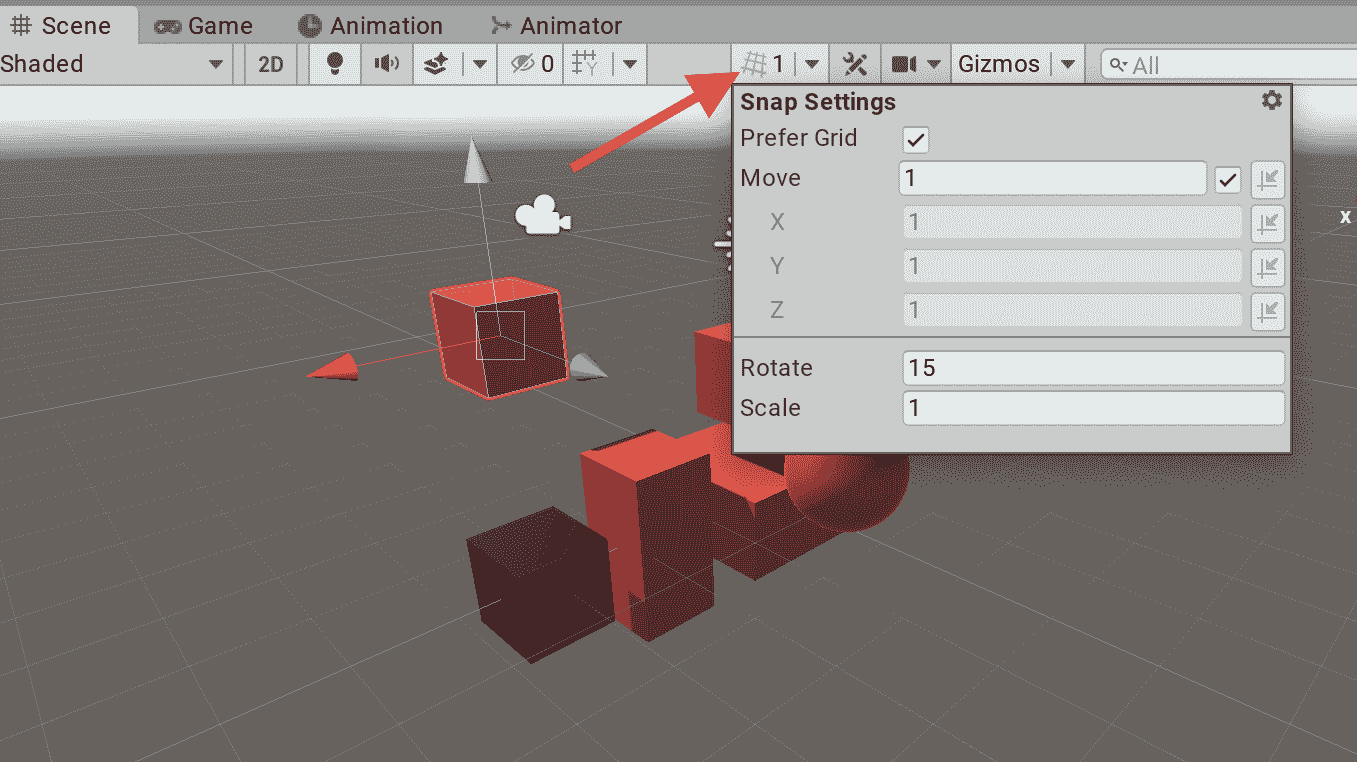 Scene Game Animation Animator
Shaded 2D 0 Y 1 Gizmos All
Snap Settings
Prefer Grid
Move 1
X 1
Y 1
Z 1
Rotate 15
Scale 1
x